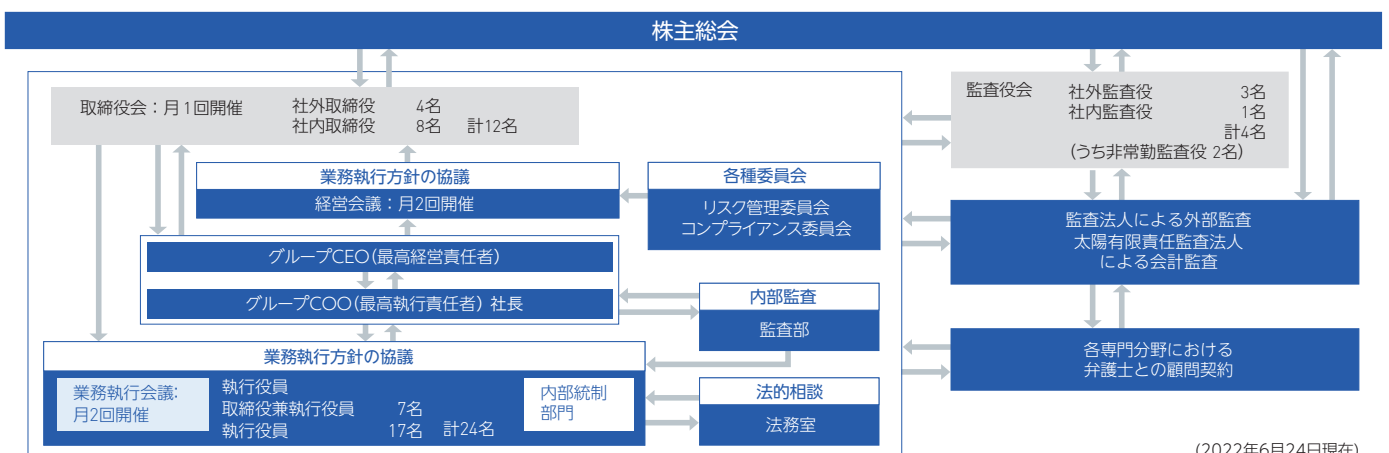 株主総会
取締役会：月1回開催
社外取締役 4名
社内取締役 8名 計12名
監査役会 社外監査役 3名
社内監査役 1名
計4名
(うち非常勤監査役 2名)
業務執行方針の協議
経営会議：月2回開催
各種委員会
リスク管理委員会
コンプライアンス委員会
監査法人による外部監査
太陽有限責任監査法人
による会計監査
グループCEO(最高経営責任者)
グループCOO(最高執行責任者) 社長
内部監査
監査部
業務執行方針の協議
業務執行会議:
月2回開催
執行役員
取締役兼執行役員 7名
執行役員 17名 計24名
内部統制
部門
法的相談
法務室
各専門分野における
弁護士との顧問契約
(2022年6月24日現在)